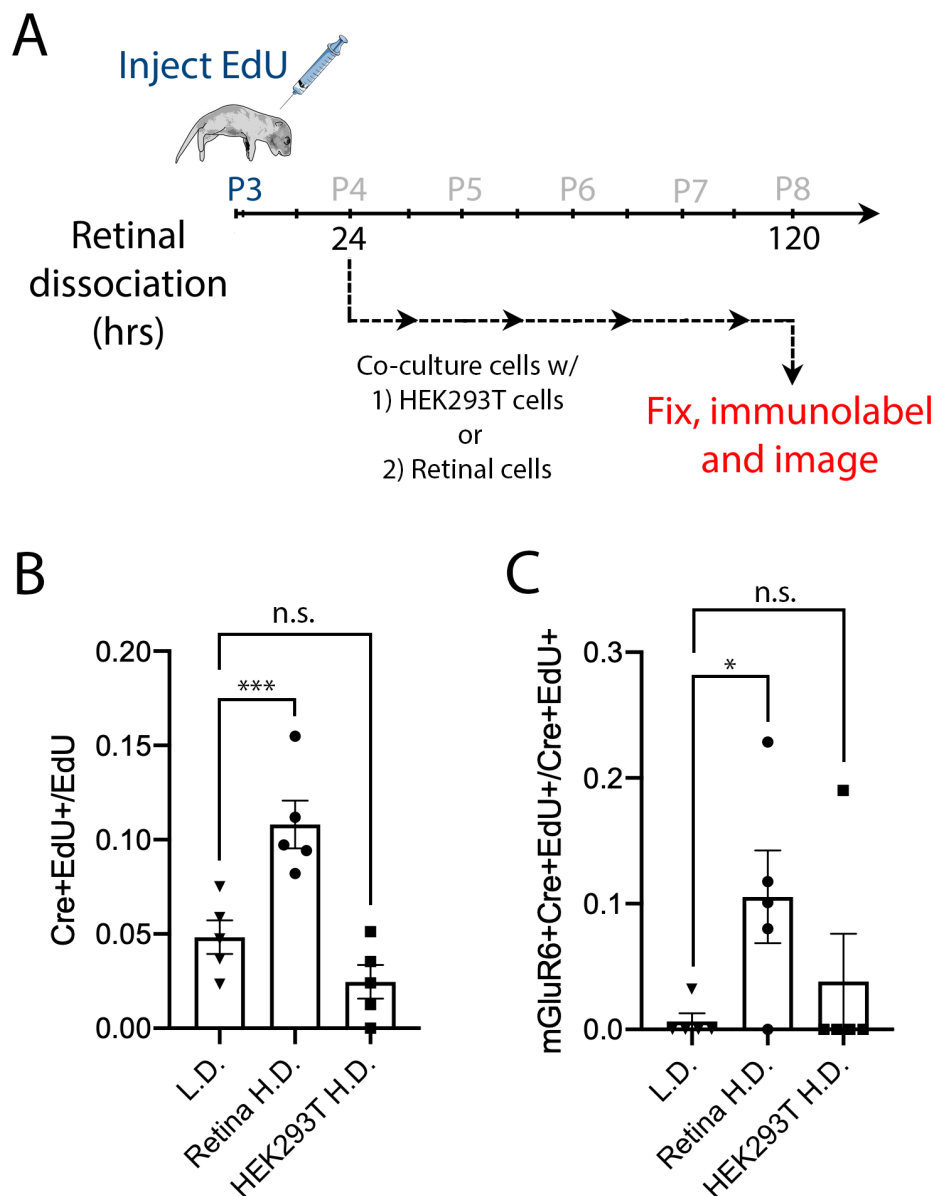 A
Inject EdU
P3 P4 P5 P6 P7 P8
Retinal
dissociation
(hrs)
24 120
Co-culture cells w/
1) HEK293T cells
or
2) Retinal cells
Fix, immunolabel
and image
B
n.s.
***
Cre+EdU+/EdU
0.20
0.15
0.10
0.05
0.00
L.D.
Retina H.D.
HEK293T H.D.
C
n.s.
*
mGluR6+Cre+EdU+/Cre+EdU+
0.3
0.2
0.1
0.0
L.D.
Retina H.D.
HEK293T H.D.